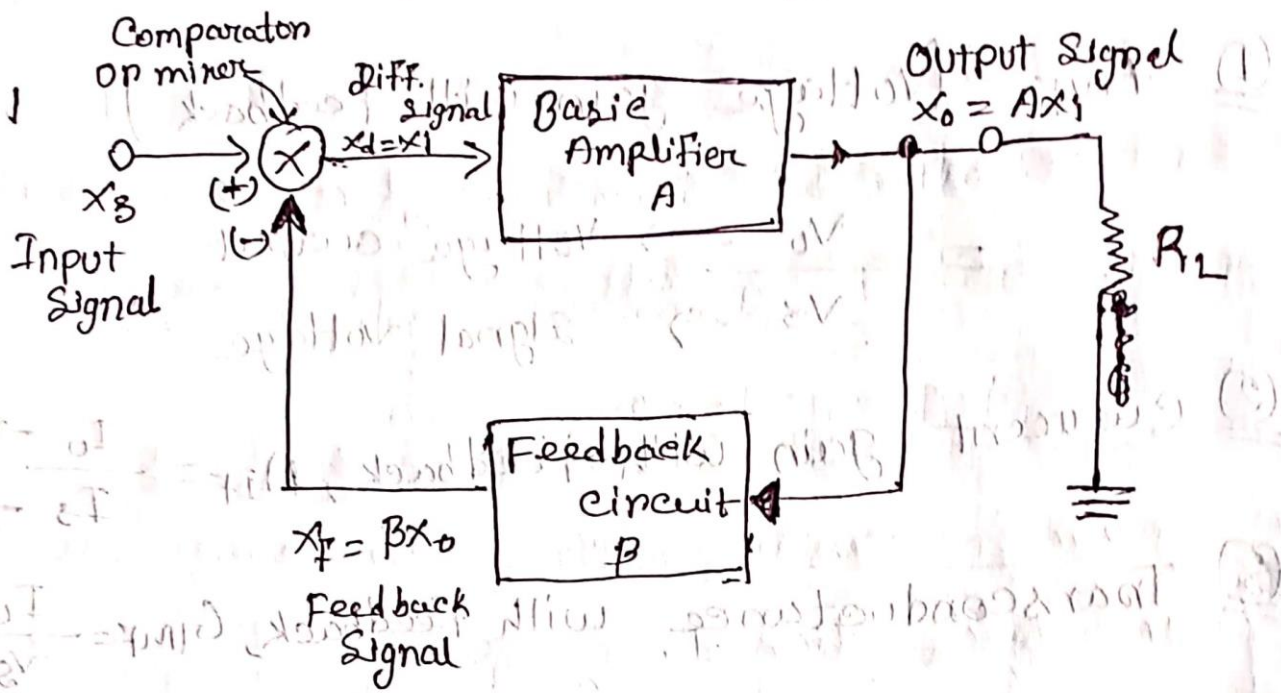 Comparator
or mixer
Diff.
signal
Xd=Xi
Basic
Amplifier
A
Output Signal
Xo = AXi
(+)
Xs
(-)
Input
Signal
X
RL
Feedback
circuit
β
Xf = βXo
Feedback
Signal